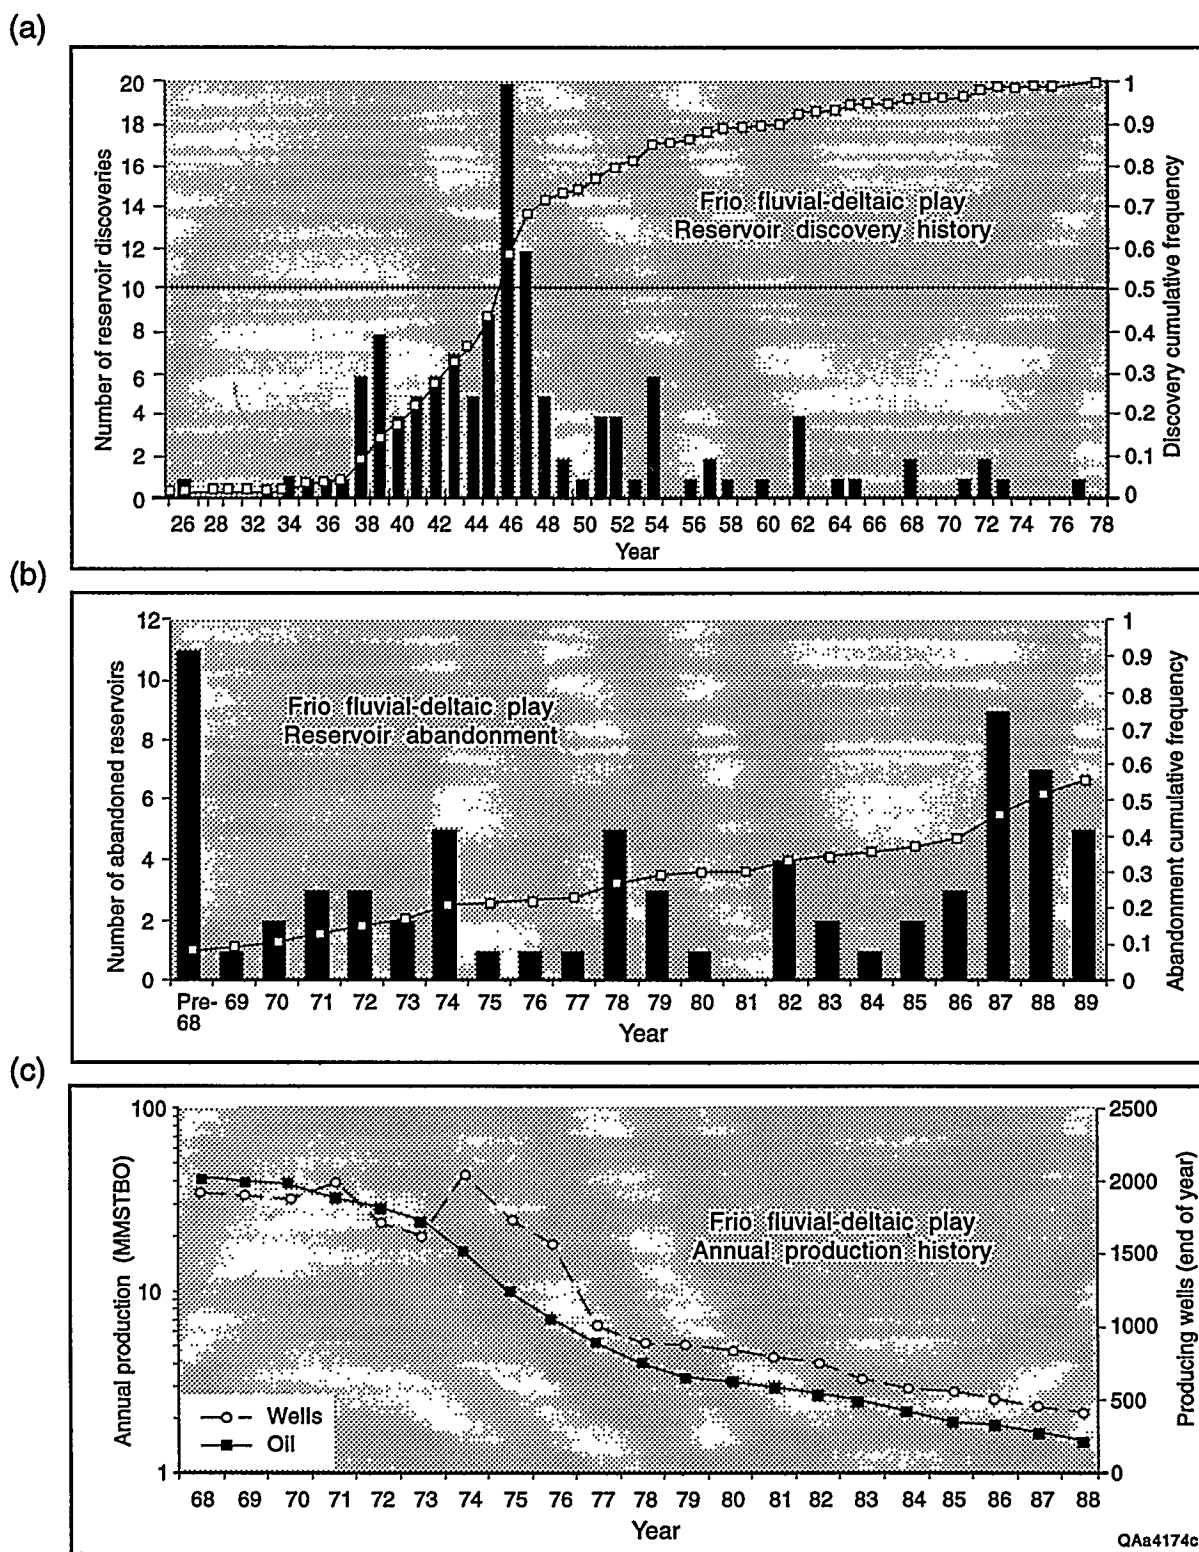 (a)
Number of reservoir discoveries
20
18
16
14
12
10
8
6
4
2
0
Frio fluvial-deltaic play
Reservoir discovery history
1
0.9
0.8
0.7
0.6
0.5
0.4
0.3
0.2
0.1
0
Discovery cumulative frequency
26 28 32 34 36 38 40 42 44 46 48 50 52 54 56 58 60 62 64 66 68 70 72 74 76 78
Year
(b)
Number of abandoned reservoirs
12
10
8
6
4
2
0
Frio fluvial-deltaic play
Reservoir abandonment
1
0.9
0.8
0.7
0.6
0.5
0.4
0.3
0.2
0.1
0
Abandonment cumulative frequency
Pre- 69 70 71 72 73 74 75 76 77 78 79 80 81 82 83 84 85 86 87 88 89
68
Year
(c)
Annual production (MMSTBO)
100
10
1
Frio fluvial-deltaic play
Annual production history
Wells
Oil
2500
2000
1500
1000
500
0
Producing wells (end of year)
68 69 70 71 72 73 74 75 76 77 78 79 80 81 82 83 84 85 86 87 88
Year
QAa4174c